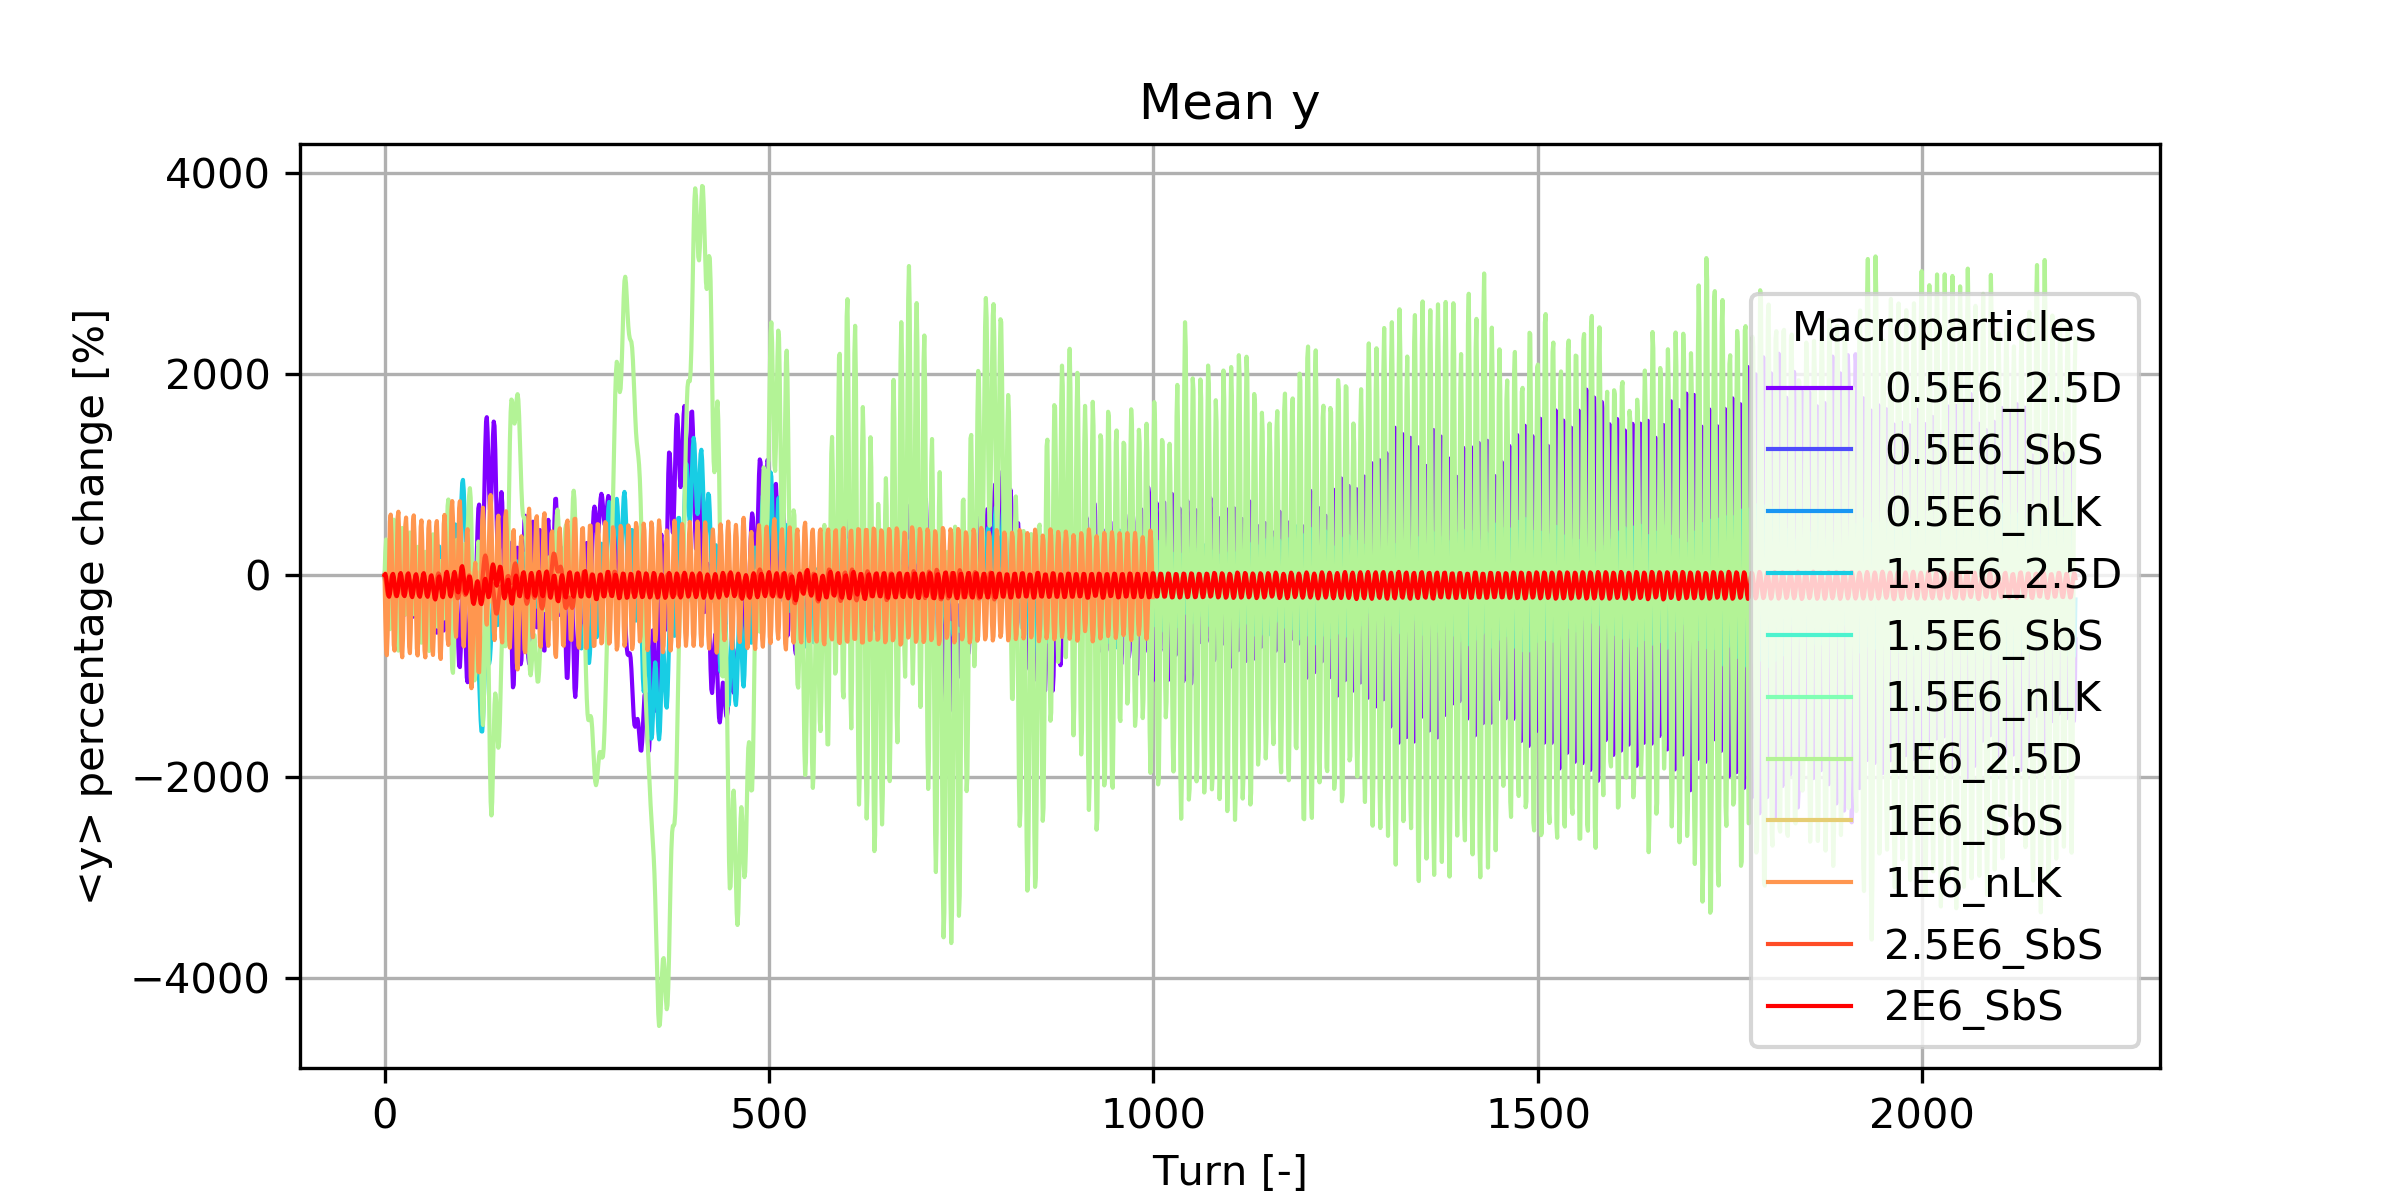 Mean y
<y> percentage change [%]
4000
2000
0
−2000
−4000
Macroparticles
0.5E6_2.5D
0.5E6_SbS
0.5E6_nLK
1.5E6_2.5D
1.5E6_SbS
1.5E6_nLK
1E6_2.5D
1E6_SbS
1E6_nLK
2.5E6_SbS
2E6_SbS
0 500 1000 1500 2000
Turn [-]